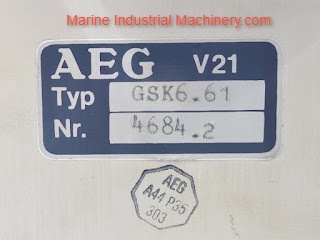 Marine Industrial Machinery.com
AEG V21
Typ GSK6.61
Nr. 4684.2
AEG
A44 P35
303